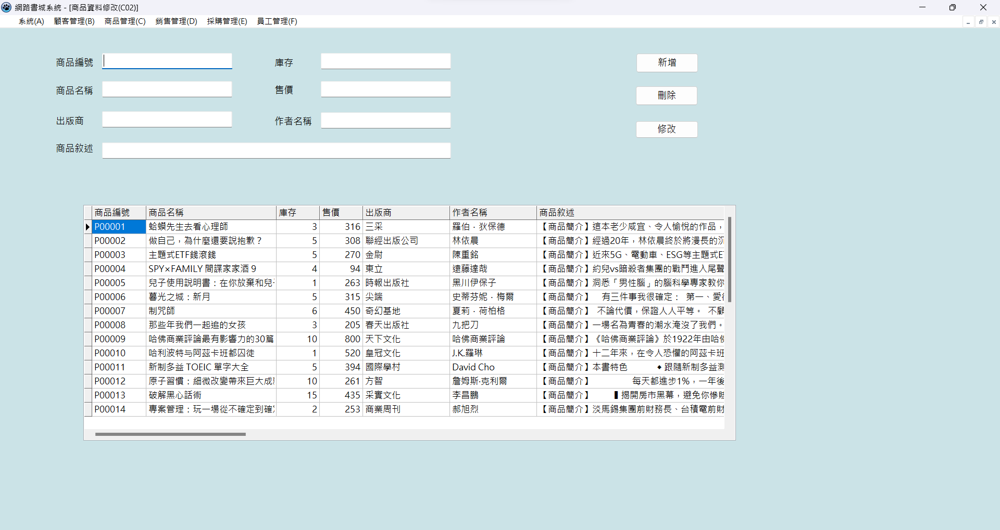 網路書城系統 - [商品資料修改(C02)]
系統(A) 顧客管理(B) 商品管理(C) 銷售管理(D) 採購管理(E) 員工管理(F)
商品編號 庫存 新增
商品名稱 售價 刪除
出版商 作者名稱 修改
商品敘述
商品編號 商品名稱 庫存 售價 出版商 作者名稱 商品敘述
P00001 蛤蟆先生去看心理師 3 316 三采 羅伯．狄保德 【商品簡介】這本老少咸宜、令人愉悅的作品，
P00002 做自己，為什麼還要說抱歉？ 5 308 聯經出版公司 林依晨 【商品簡介】經過20年，林依晨終於將漫長的沉
P00003 主題式ETF錢滾錢 5 270 金尉 陳重銘 【商品簡介】近來5G、電動車、ESG等主題式ET
P00004 SPY×FAMILY 間諜家家酒 9 4 94 東立 遠藤達哉 【商品簡介】約兒vs暗殺者集團的戰鬥進入尾聲
P00005 兒子使用說明書：在你放棄和兒子 1 263 時報出版社 黑川伊保子 【商品簡介】洞悉「男性腦」的腦科學專家教你
P00006 暮光之城：新月 5 315 尖端 史蒂芬妮．梅爾 【商品簡介】 有三件事我很確定： 第一、愛
P00007 制咒師 6 450 奇幻基地 夏莉．荷柏格 【商品簡介】 不論代價，保證人人平等。 不顧
P00008 那些年我們一起追的女孩 3 205 春天出版社 九把刀 【商品簡介】一場名為青春的潮水淹沒了我們。
P00009 哈佛商業評論最有影響力的30篇 10 800 天下文化 哈佛商業評論 【商品簡介】《哈佛商業評論》於1922年由哈佛
P00010 哈利波特与阿茲卡班都囚徒 1 520 皇冠文化 J.K.羅琳 【商品簡介】十二年來，在令人恐懼的阿茲卡班
P00011 新制多益 TOEIC 單字大全 5 394 國際學村 David Cho 【商品簡介】本書特色 ◆跟隨新制多益測
P00012 原子習慣：細微改變帶來巨大成就 10 261 方智 詹姆斯‧克利爾 【商品簡介】 每天都進步1%，一年後
P00013 破解黑心話術 15 435 采實文化 李昌鵬 【商品簡介】 ▌揭開房市黑幕，避免你慘賠
P00014 專案管理：玩一場從不確定到確定 2 253 商業周刊 郝旭烈 【商品簡介】淡馬錫集團前財務長、台積電前財